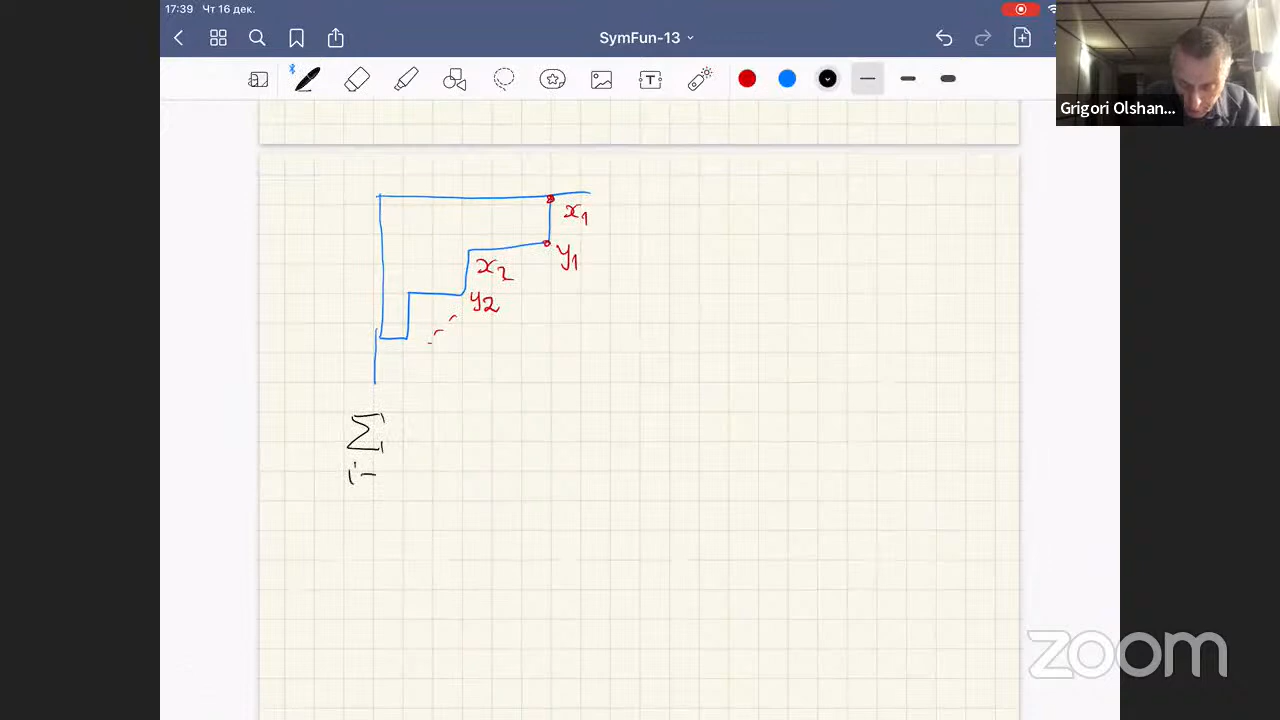 17:39 Чт 16 дек.
SymFun-13
Grigori Olshan...
x₁
y₁
x₂
y₂
∑
i=
zoom